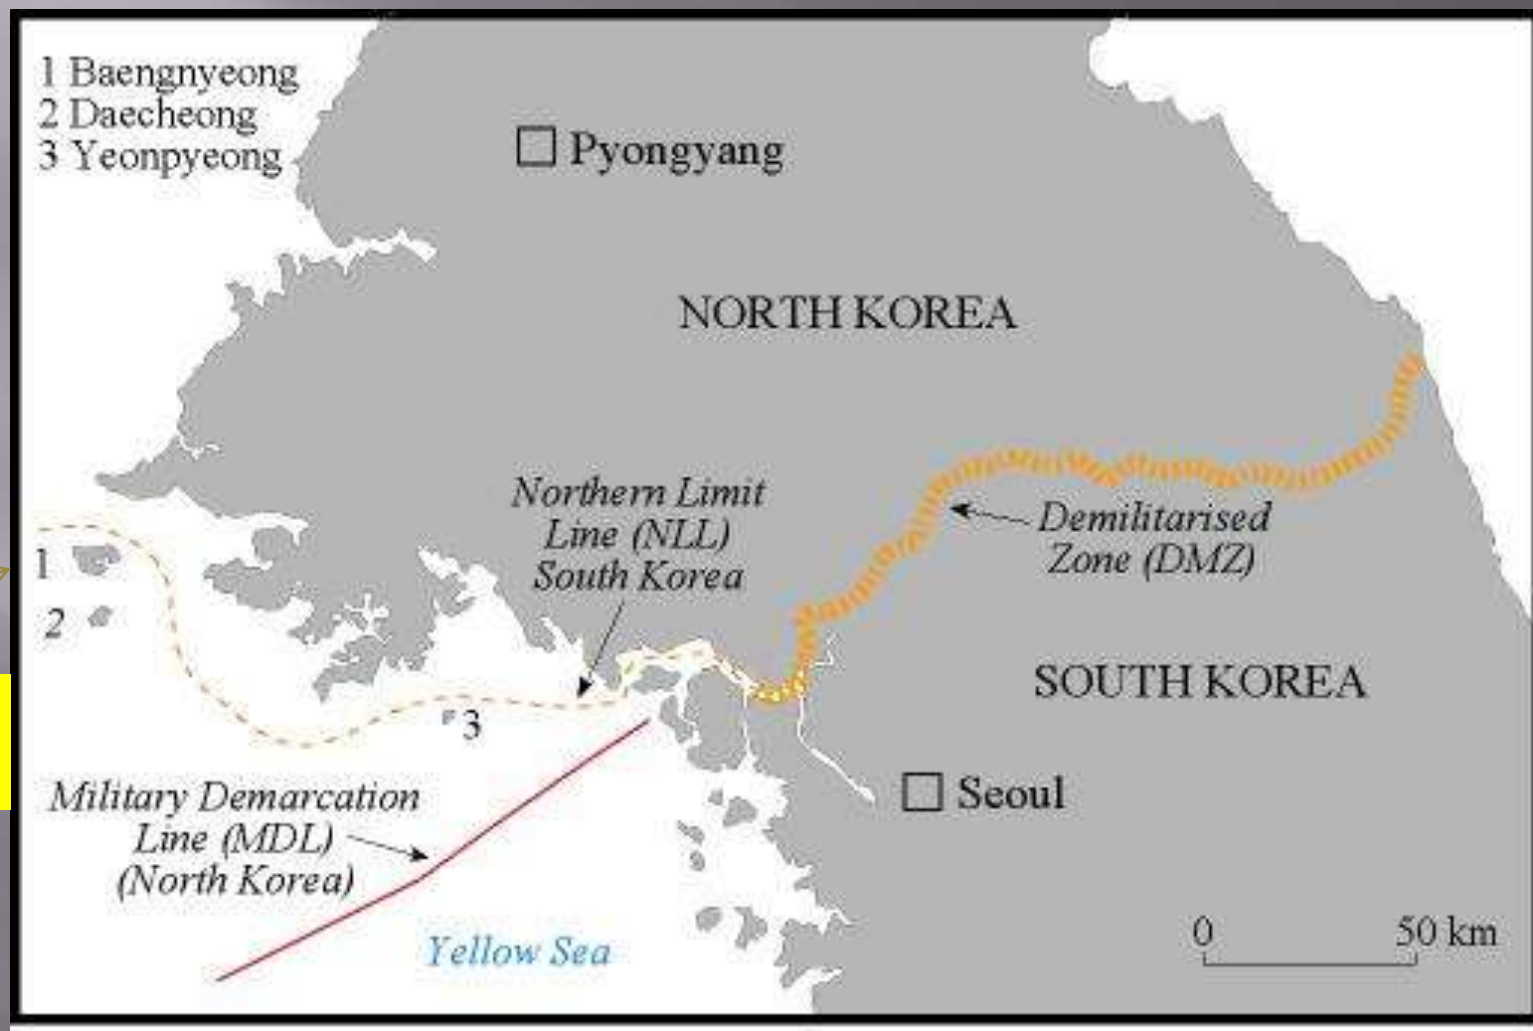 1 Baengnyeong
2 Daecheong
3 Yeonpyeong
Pyongyang
NORTH KOREA
Northern Limit
Line (NLL)
South Korea
Demilitarised
Zone (DMZ)
1
2
3
SOUTH KOREA
Military Demarcation
Line (MDL)
(North Korea)
Seoul
Yellow Sea
0 50 km